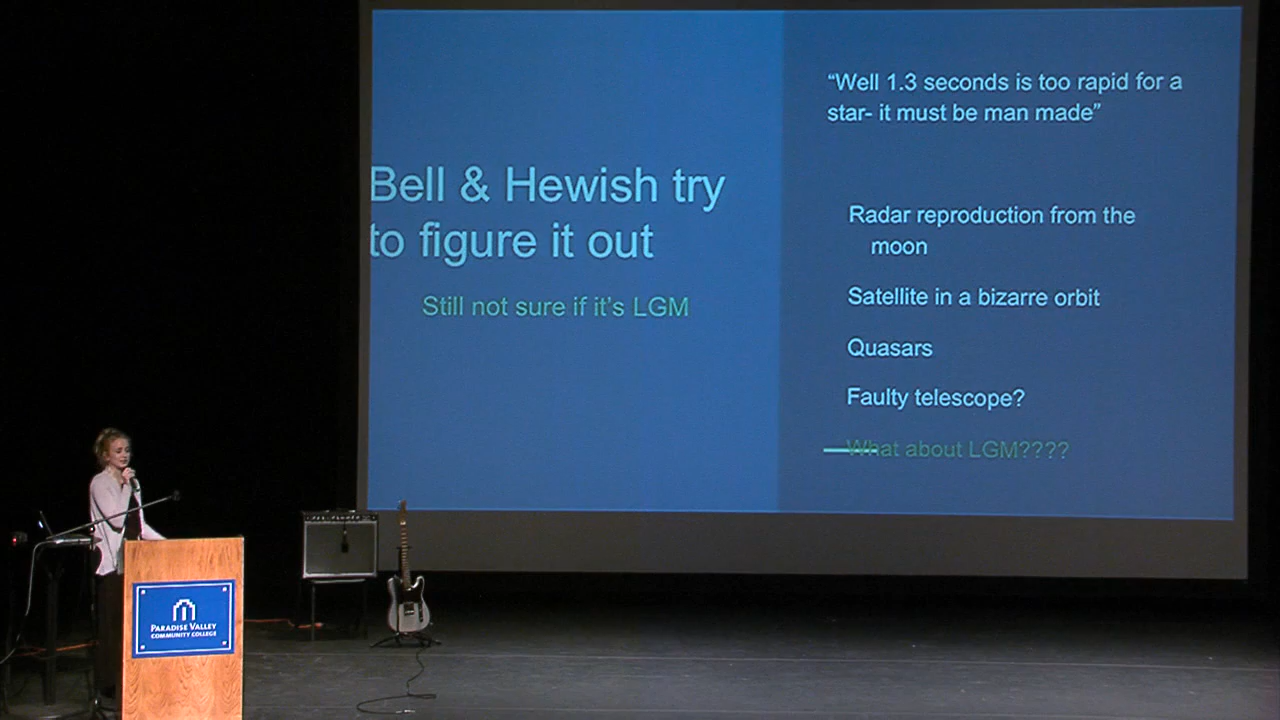 Bell & Hewish try
to figure it out
Still not sure if it's LGM
“Well 1.3 seconds is too rapid for a
star- it must be man made”
Radar reproduction from the
moon
Satellite in a bizarre orbit
Quasars
Faulty telescope?
What about LGM????
PARADISE VALLEY
COMMUNITY COLLEGE